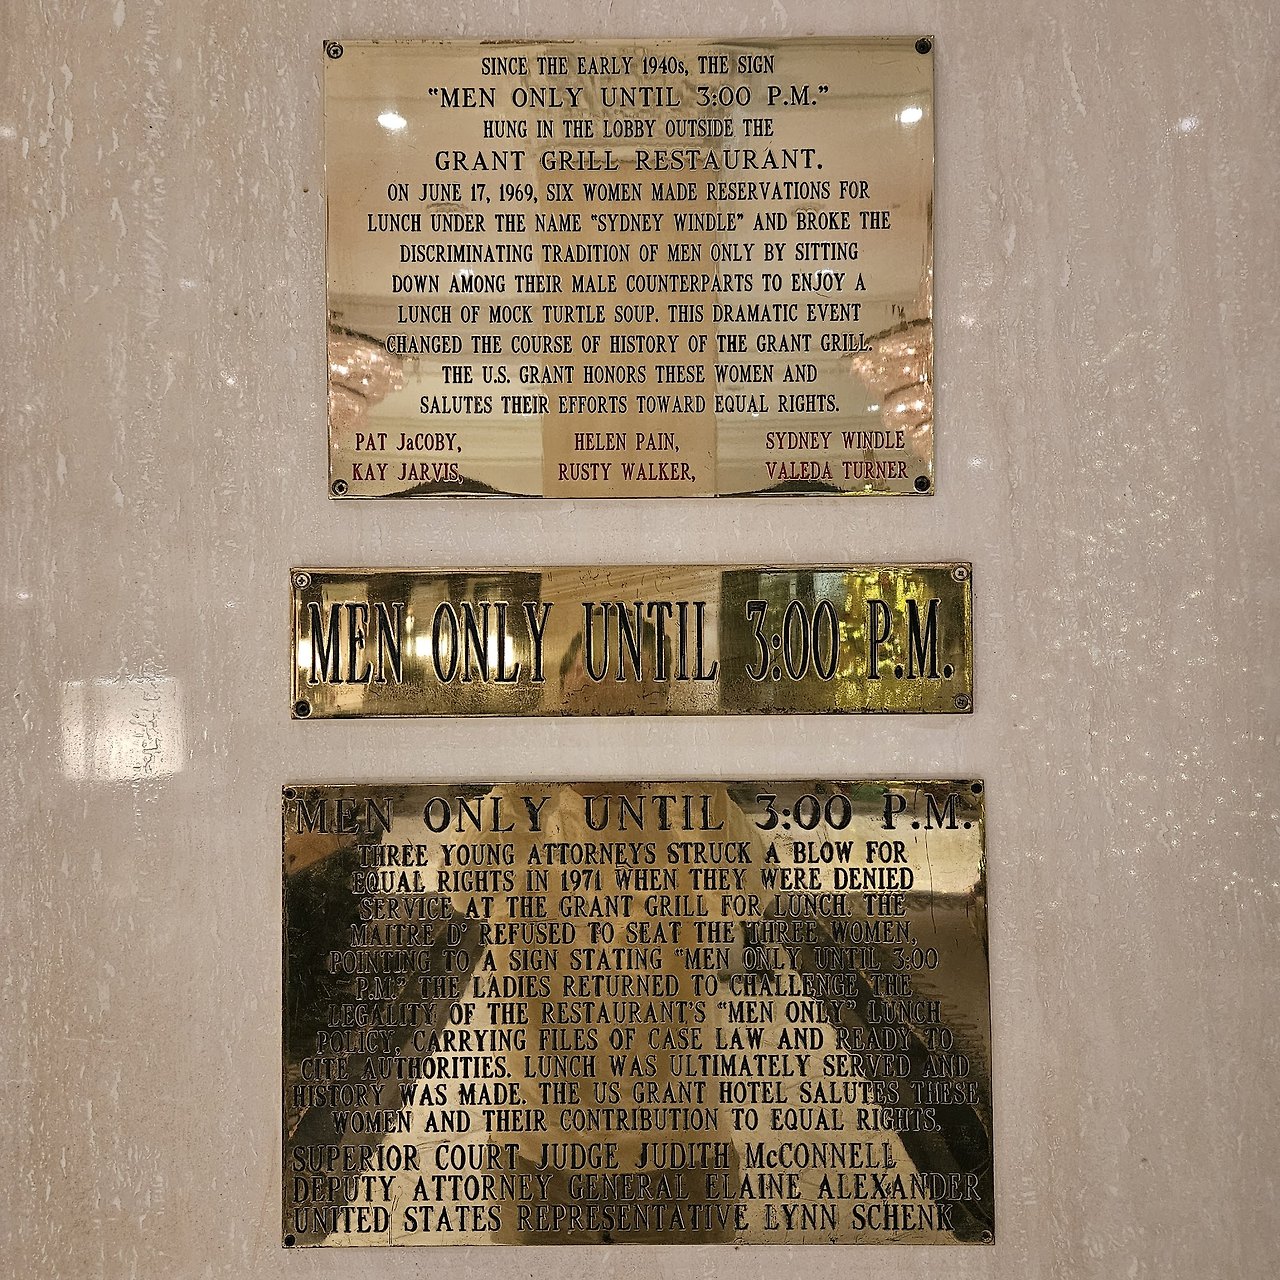 SINCE THE EARLY 1940s, THE SIGN
"MEN ONLY UNTIL 3:00 P.M."
HUNG IN THE LOBBY OUTSIDE THE
GRANT GRILL RESTAURANT.
ON JUNE 17, 1969, SIX WOMEN MADE RESERVATIONS FOR
LUNCH UNDER THE NAME "SYDNEY WINDLE" AND BROKE THE
DISCRIMINATING TRADITION OF MEN ONLY BY SITTING
DOWN AMONG THEIR MALE COUNTERPARTS TO ENJOY A
LUNCH OF MOCK TURTLE SOUP. THIS DRAMATIC EVENT
CHANGED THE COURSE OF HISTORY OF THE GRANT GRILL.
THE U.S. GRANT HONORS THESE WOMEN AND
SALUTES THEIR EFFORTS TOWARD EQUAL RIGHTS.
PAT JaCOBY, HELEN PAIN, SYDNEY WINDLE
KAY JARVIS, RUSTY WALKER, VALEDA TURNER
MEN ONLY UNTIL 3:00 P.M.
MEN ONLY UNTIL 3:00 P.M.
THREE YOUNG ATTORNEYS STRUCK A BLOW FOR
EQUAL RIGHTS IN 1971 WHEN THEY WERE DENIED
SERVICE AT THE GRANT GRILL FOR LUNCH. THE
MAITRE D' REFUSED TO SEAT THE THREE WOMEN,
POINTING TO A SIGN STATING "MEN ONLY UNTIL 3:00
P.M." THE LADIES RETURNED TO CHALLENGE THE
LEGALITY OF THE RESTAURANT'S "MEN ONLY" LUNCH
POLICY, CARRYING FILES OF CASE LAW AND READY TO
CITE AUTHORITIES. LUNCH WAS ULTIMATELY SERVED AND
HISTORY WAS MADE. THE US GRANT HOTEL SALUTES THESE
WOMEN AND THEIR CONTRIBUTION TO EQUAL RIGHTS.
SUPERIOR COURT JUDGE JUDITH McCONNELL
DEPUTY ATTORNEY GENERAL ELAINE ALEXANDER
UNITED STATES REPRESENTATIVE LYNN SCHENK